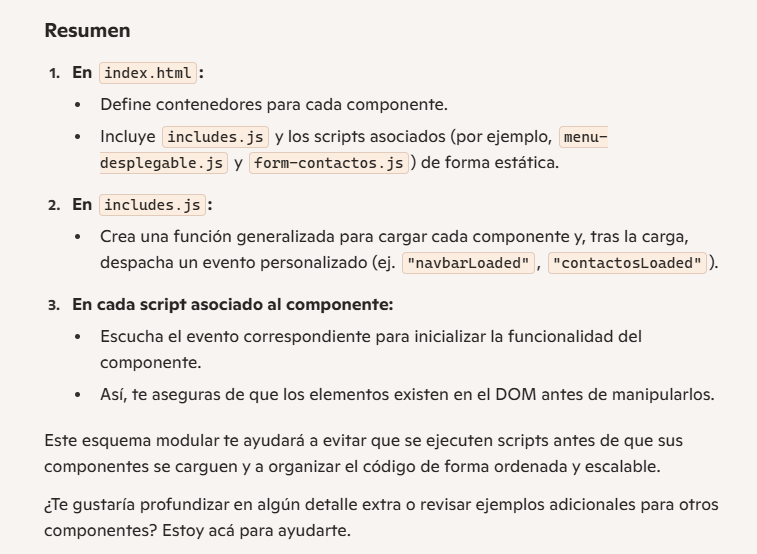 Resumen
1. En index.html:
• Define contenedores para cada componente.
• Incluye includes.js y los scripts asociados (por ejemplo, menu-
desplegable.js y form-contactos.js) de forma estática.
2. En includes.js:
• Crea una función generalizada para cargar cada componente y, tras la carga,
despacha un evento personalizado (ej. "navbarLoaded", "contactosLoaded").
3. En cada script asociado al componente:
• Escucha el evento correspondiente para inicializar la funcionalidad del
componente.
• Así, te aseguras de que los elementos existen en el DOM antes de manipularlos.
Este esquema modular te ayudará a evitar que se ejecuten scripts antes de que sus
componentes se carguen y a organizar el código de forma ordenada y escalable.
¿Te gustaría profundizar en algún detalle extra o revisar ejemplos adicionales para otros
componentes? Estoy acá para ayudarte.